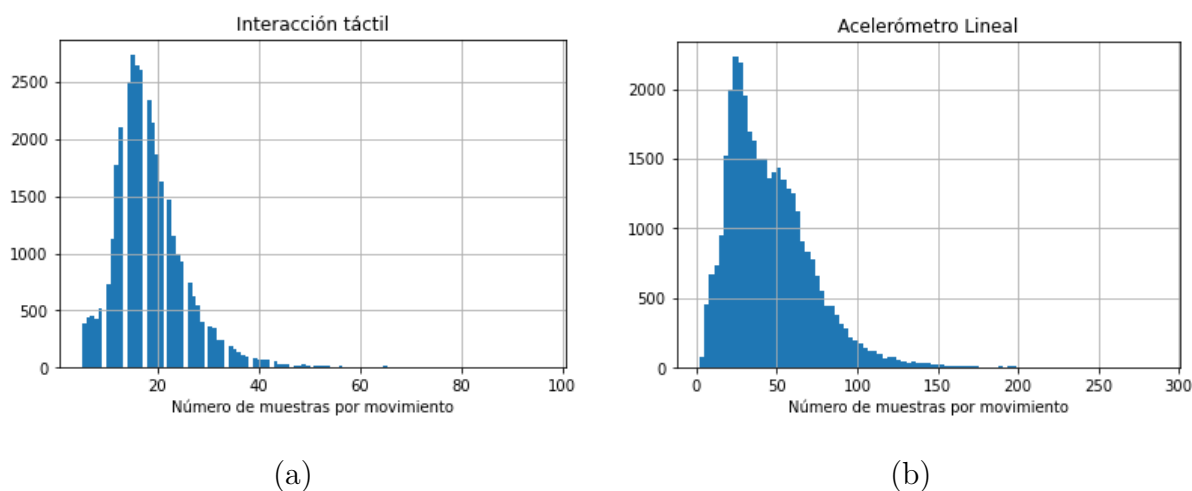 Interacción táctil
2500
2000
1500
1000
500
0
20 40 60 80 100
Número de muestras por movimiento
(a)
Acelerómetro Lineal
2000
1500
1000
500
0
0 50 100 150 200 250 300
Número de muestras por movimiento
(b)